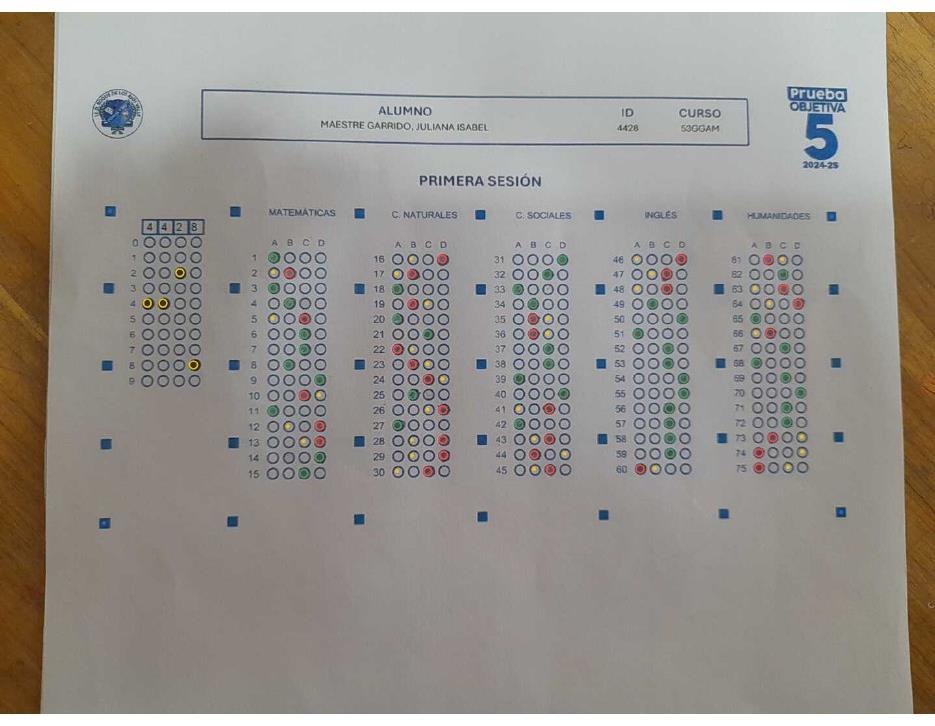 Prueba
OBJETIVA
5
2024-25
ALUMNO ID CURSO
MAESTRE GARRIDO, JULIANA ISABEL 4428 53GGAM
PRIMERA SESIÓN
MATEMÁTICAS C. NATURALES C. SOCIALES INGLÉS HUMANIDADES
4 4 2 8
A B C D A B C D A B C D A B C D A B C D
0
1
2
3
4
5
6
7
8
9
1 16 31 46 61
2 17 32 47 62
3 18 33 48 63
4 19 34 49 64
5 20 35 50 65
6 21 36 51 66
7 22 37 52 67
8 23 38 53 68
9 24 39 54 69
10 25 40 55 70
11 26 41 56 71
12 27 42 57 72
13 28 43 58 73
14 29 44 59 74
15 30 45 60 75